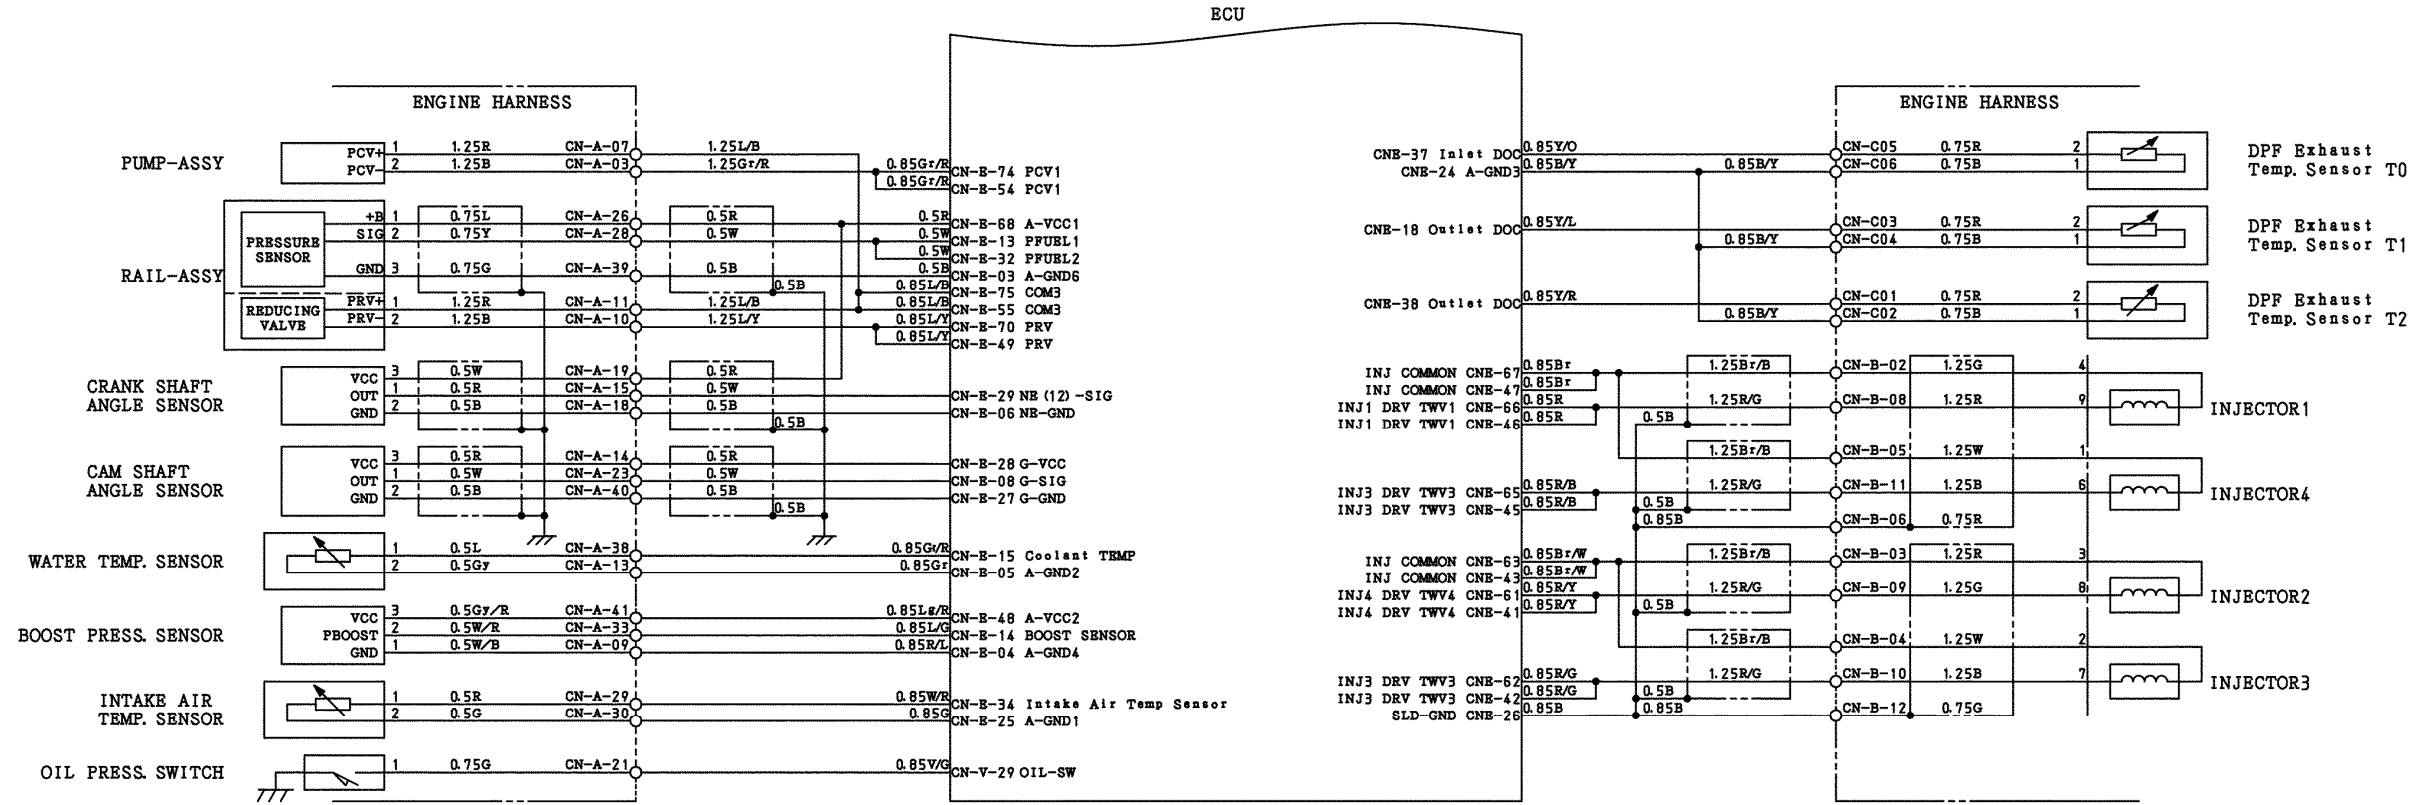 ECU
ENGINE HARNESS
PUMP-ASSY
PCV+ 1 1.25R CN-A-07 1.25L/B
PCV- 2 1.25B CN-A-03 1.25Gr/R 0.85Gr/R CN-E-74 PCV1
0.85Gr/R CN-E-54 PCV1
RAIL-ASSY
PRESSURE SENSOR
+B 1 0.75L CN-A-26 0.5R 0.5R CN-E-68 A-VCC1
SIG 2 0.75Y CN-A-28 0.5W 0.5W CN-E-13 PFUEL1
0.5W CN-E-32 PFUEL2
GND 3 0.75G CN-A-39 0.5B 0.5B CN-E-03 A-GND6
0.5B 0.85L/B CN-E-75 COM3
REDUCING VALVE
PRV+ 1 1.25R CN-A-11 1.25L/B 0.85L/B CN-E-55 COM3
PRV- 2 1.25B CN-A-10 1.25L/Y 0.85L/Y CN-E-70 PRV
0.85L/Y CN-E-49 PRV
CRANK SHAFT
ANGLE SENSOR
VCC 3 0.5W CN-A-19 0.5R
OUT 1 0.5R CN-A-15 0.5W CN-E-29 NE(12)-SIG
GND 2 0.5B CN-A-18 0.5B CN-E-06 NE-GND
0.5B
CAM SHAFT
ANGLE SENSOR
VCC 3 0.5R CN-A-14 0.5R CN-E-28 G-VCC
OUT 1 0.5W CN-A-23 0.5W CN-E-08 G-SIG
GND 2 0.5B CN-A-40 0.5B CN-E-27 G-GND
0.5B
WATER TEMP. SENSOR
1 0.5L CN-A-38 0.85Gr/R CN-E-15 Coolant TEMP
2 0.5Gy CN-A-13 0.85Gr CN-E-05 A-GND2
BOOST PRESS. SENSOR
VCC 3 0.5Gy/R CN-A-41 0.85Lg/R CN-E-48 A-VCC2
PBOOST 2 0.5W/R CN-A-33 0.85L/G CN-E-14 BOOST SENSOR
GND 1 0.5W/B CN-A-09 0.85R/L CN-E-04 A-GND4
INTAKE AIR
TEMP. SENSOR
1 0.5R CN-A-29 0.85W/R CN-E-34 Intake Air Temp Sensor
2 0.5G CN-A-30 0.85G CN-E-25 A-GND1
OIL PRESS. SWITCH
1 0.75G CN-A-21 0.85V/G CN-V-29 OIL-SW
ENGINE HARNESS
CNE-37 Inlet DOC 0.85Y/O CN-C05 0.75R 2
CNE-24 A-GND3 0.85B/Y 0.85B/Y CN-C06 0.75B 1
DPF Exhaust
Temp. Sensor T0
CNE-18 Outlet DOC 0.85Y/L CN-C03 0.75R 2
0.85B/Y CN-C04 0.75B 1
DPF Exhaust
Temp. Sensor T1
CNE-38 Outlet DOC 0.85Y/R CN-C01 0.75R 2
0.85B/Y CN-C02 0.75B 1
DPF Exhaust
Temp. Sensor T2
INJ COMMON CNE-67 0.85Br 1.25Br/B CN-B-02 1.25G 4
INJ COMMON CNE-47 0.85Br
INJ1 DRV TWV1 CNE-66 0.85R 1.25R/G CN-B-08 1.25R 9 INJECTOR1
INJ1 DRV TWV1 CNE-46 0.85R 0.5B
1.25Br/B CN-B-05 1.25W 1
INJ3 DRV TWV3 CNE-65 0.85R/B 1.25R/G CN-B-11 1.25B 6 INJECTOR4
INJ3 DRV TWV3 CNE-45 0.85R/B 0.5B
0.85B CN-B-06 0.75R
INJ COMMON CNE-63 0.85Br/W 1.25Br/B CN-B-03 1.25R 3
INJ COMMON CNE-43 0.85Br/W
INJ4 DRV TWV4 CNE-61 0.85R/Y 1.25R/G CN-B-09 1.25G 8 INJECTOR2
INJ4 DRV TWV4 CNE-41 0.85R/Y 0.5B
1.25Br/B CN-B-04 1.25W 2
INJ3 DRV TWV3 CNE-62 0.85R/G 1.25R/G CN-B-10 1.25B 7 INJECTOR3
INJ3 DRV TWV3 CNE-42 0.85R/G 0.5B
SLD-GND CNE-26 0.85B 0.85B CN-B-12 0.75G